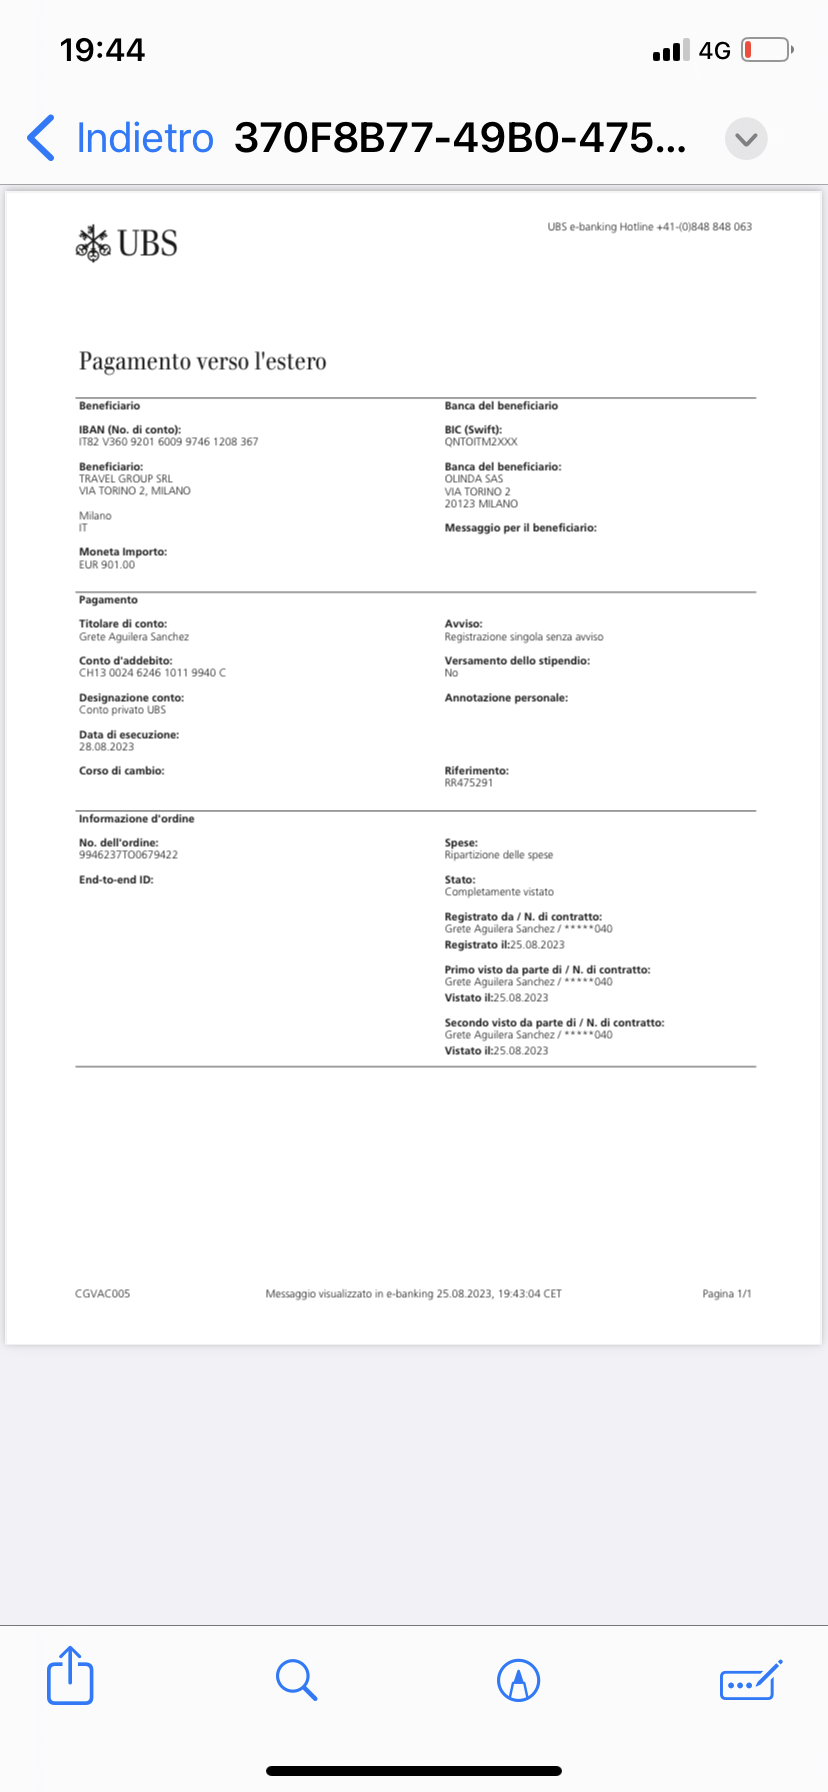 19:44
4G
Indietro 370F8B77-49B0-475...
UBS
UBS e-banking Hotline +41-(0)848 848 063
Pagamento verso l'estero
Beneficiario
IBAN (No. di conto):
IT82 V360 9201 6009 9746 1208 367
Beneficiario:
TRAVEL GROUP SRL
VIA TORINO 2, MILANO
Milano
IT
Moneta Importo:
EUR 901.00
Banca del beneficiario
BIC (Swift):
QNTOITM2XXX
Banca del beneficiario:
OLINDA SAS
VIA TORINO 2
20123 MILANO
Messaggio per il beneficiario:
Pagamento
Titolare di conto:
Grete Aguilera Sanchez
Conto d'addebito:
CH13 0024 6246 1011 9940 C
Designazione conto:
Conto privato UBS
Data di esecuzione:
28.08.2023
Corso di cambio:
Avviso:
Registrazione singola senza avviso
Versamento dello stipendio:
No
Annotazione personale:
Riferimento:
RR475291
Informazione d'ordine
No. dell'ordine:
9946237TO0679422
End-to-end ID:
Spese:
Ripartizione delle spese
Stato:
Completamente vistato
Registrato da / N. di contratto:
Grete Aguilera Sanchez / *****040
Registrato il:25.08.2023
Primo visto da parte di / N. di contratto:
Grete Aguilera Sanchez / *****040
Vistato il:25.08.2023
Secondo visto da parte di / N. di contratto:
Grete Aguilera Sanchez / *****040
Vistato il:25.08.2023
CGVAC005
Messaggio visualizzato in e-banking 25.08.2023, 19:43:04 CET
Pagina 1/1